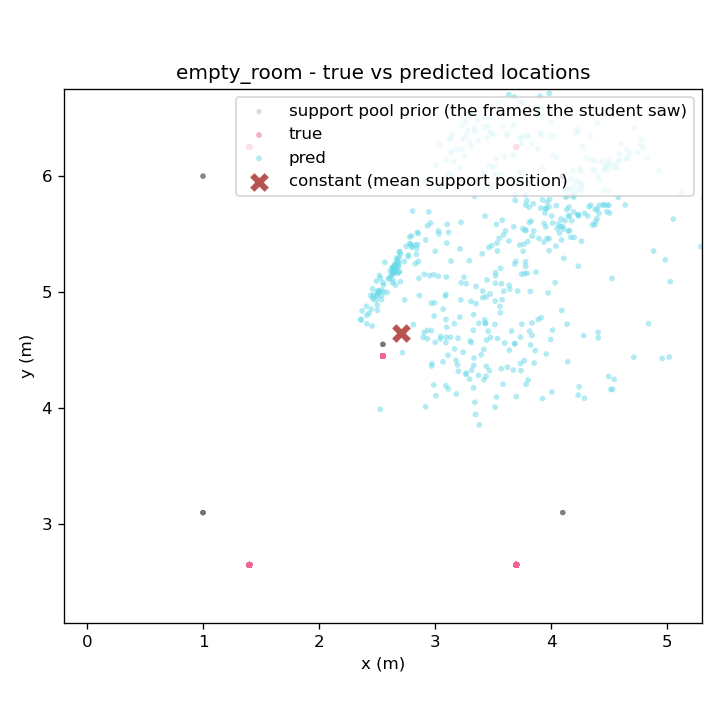 empty_room - true vs predicted locations
support pool prior (the frames the student saw)
true
pred
constant (mean support position)
6
5
4
3
y (m)
0 1 2 3 4 5
x (m)